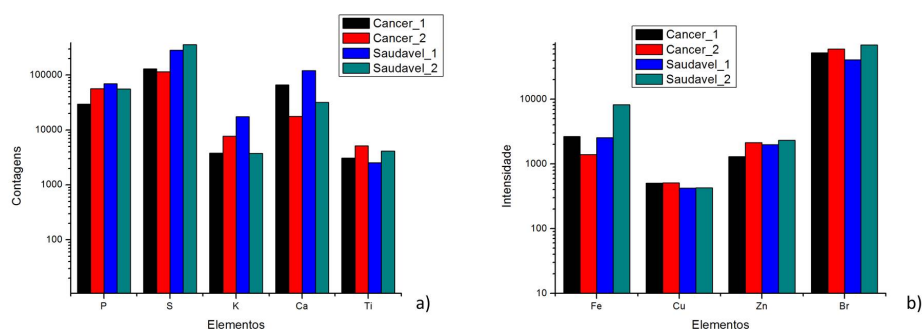 Cancer_1
Cancer_2
Saudavel_1
Saudavel_2
100000
10000
1000
100
Contagens
P S K Ca Ti
Elementos
a)
Cancer_1
Cancer_2
Saudavel_1
Saudavel_2
10000
1000
100
10
Intensidade
Fe Cu Zn Br
Elementos
b)